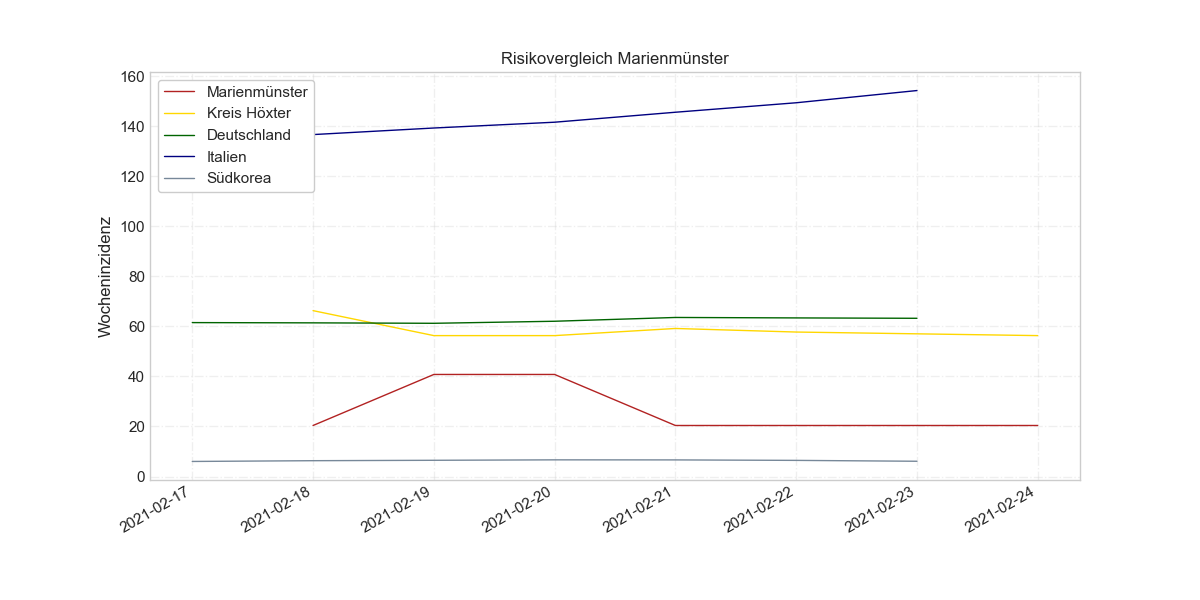 Risikovergleich Marienmünster
Wocheninzidenz
160
140
120
100
80
60
40
20
0
Marienmünster
Kreis Höxter
Deutschland
Italien
Südkorea
2021-02-17
2021-02-18
2021-02-19
2021-02-20
2021-02-21
2021-02-22
2021-02-23
2021-02-24